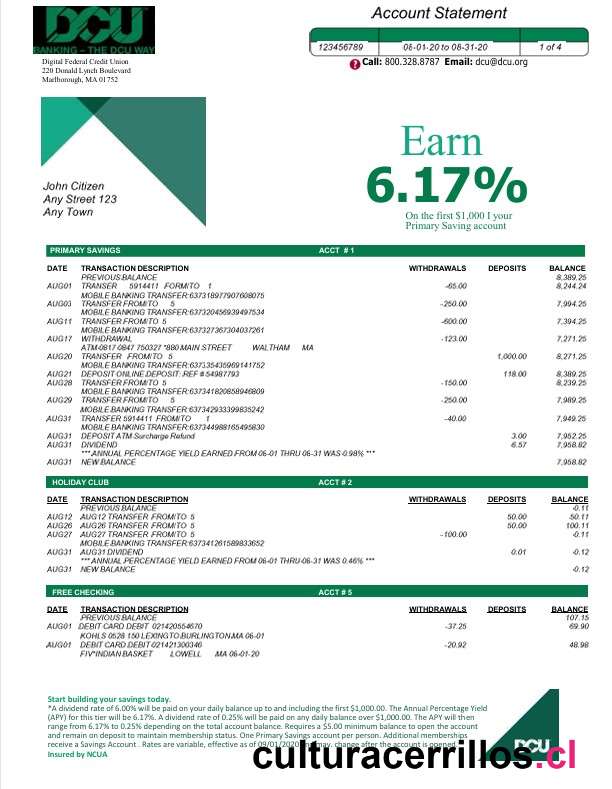 DCU
BANKING – THE DCU WAY
Digital Federal Credit Union
220 Donald Lynch Boulevard
Marlborough, MA 01752
Account Statement
123456789 08-01-20 to 08-31-20 1 of 4
Call: 800.328.8787 Email: dcu@dcu.org
John Citizen
Any Street 123
Any Town
Earn
6.17%
On the first $1,000 I your
Primary Saving account
PRIMARY SAVINGS ACCT # 1
DATE TRANSACTION DESCRIPTION WITHDRAWALS DEPOSITS BALANCE
PREVIOUS BALANCE 8,389.25
AUG01 TRANSER 5914411 FORM/TO 1 -65.00 8,244.24
MOBILE BANKING TRANSFER:637318977907608075
AUG03 TRANSFER FROM/TO 5 -250.00 7,994.25
MOBILE BANKING TRANSFER:637320456939497534
AUG11 TRANSFER FROM/TO 5 -600.00 7,394.25
MOBILE BANKING TRANSFER:637327367304037261
AUG17 WITHDRAWAL -123.00 7,271.25
ATM-0817 0847 750327 *880 MAIN STREET WALTHAM MA
AUG20 TRANSFER FROM/TO 5 1,000.00 8,271.25
MOBILE BANKING TRANSFER:637335435969141752
AUG21 DEPOSIT ONLINE DEPOSIT: REF # 54987793 118.00 8,389.25
AUG28 TRANSFER FROM/TO 5 -150.00 8,239.25
MOBILE BANKING TRANSFER:637341820858946809
AUG29 TRANSFER FROM/TO 5 -250.00 7,989.25
MOBILE BANKING TRANSFER:637342933399835242
AUG31 TRANSFER 5914411 FROM/TO 1 -40.00 7,949.25
MOBILE BANKING TRANSFER:637344988165495830
AUG31 DEPOSIT ATM Surcharge Refund 3.00 7,952.25
AUG31 DIVIDEND 6.57 7,958.82
*** ANNUAL PERCENTAGE YIELD EARNED FROM 06-01 THRU 06-31 WAS 0.98% ***
AUG31 NEW BALANCE 7,958.82
HOLIDAY CLUB ACCT # 2
DATE TRANSACTION DESCRIPTION WITHDRAWALS DEPOSITS BALANCE
PREVIOUS BALANCE -0.11
AUG12 AUG12 TRANSFER FROM/TO 5 50.00 -50.11
AUG26 AUG26 TRANSFER FROM/TO 5 50.00 100.11
AUG27 AUG27 TRANSFER FROM/TO 5 -100.00 -0.11
MOBILE BANKING TRANSFER:637341261589833652
AUG31 AUG31 DIVIDEND 0.01 -0.12
*** ANNUAL PERCENTAGE YIELD EARNED FROM 06-01 THRU 06-31 WAS 0.46% ***
AUG31 NEW BALANCE -0.12
FREE CHECKING ACCT # 5
DATE TRANSACTION DESCRIPTION WITHDRAWALS DEPOSITS BALANCE
PREVIOUS BALANCE 107.15
AUG01 DEBIT CARD DEBIT 021420554670 -37.25 69.90
KOHLS 0528 150 LEXINGTO BURLINGTON MA 06-01
AUG01 DEBIT CARD DEBIT 021421300346 -20.92 48.98
FIV*INDIAN BASKET LOWELL MA 06-01-20
Start building your savings today.
*A dividend rate of 6.00% will be paid on your daily balance up to and including the first $1,000.00. The Annual Percentage Yield
(APY) for this tier will be 6.17%. A dividend rate of 0.25% will be paid on any daily balance over $1,000.00. The APY will then
range from 6.17% to 0.25% depending on the total account balance. Requires a $5.00 minimum balance to open the account
and remain on deposit to maintain membership status. One Primary Savings account per person. Additional memberships
receive a Savings Account . Rates are variable, effective as of 09/01/2020 and may. change after the account is opened.
Insured by NCUA
DCU
culturacerrillos.cl